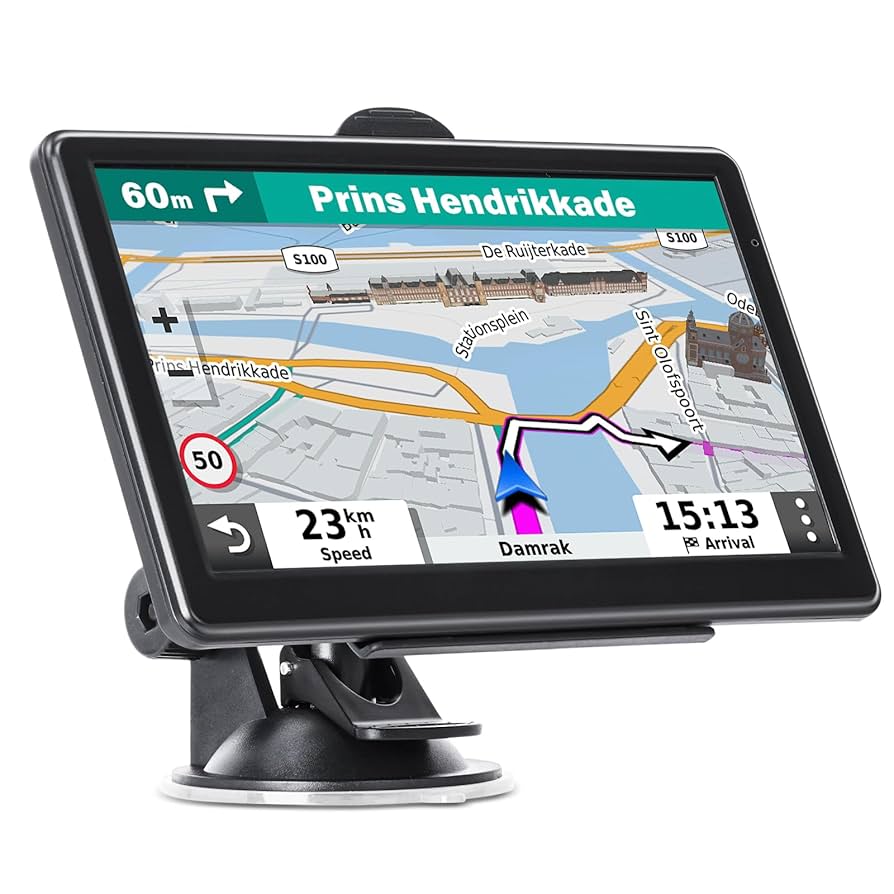 60m
Prins Hendrikkade
S100
De Ruijterkade
S100
Stationsplein
Sint Olofspoort
Ode
Prins Hendrikkade
50
23 km
h
Speed
Damrak
15:13
Arrival